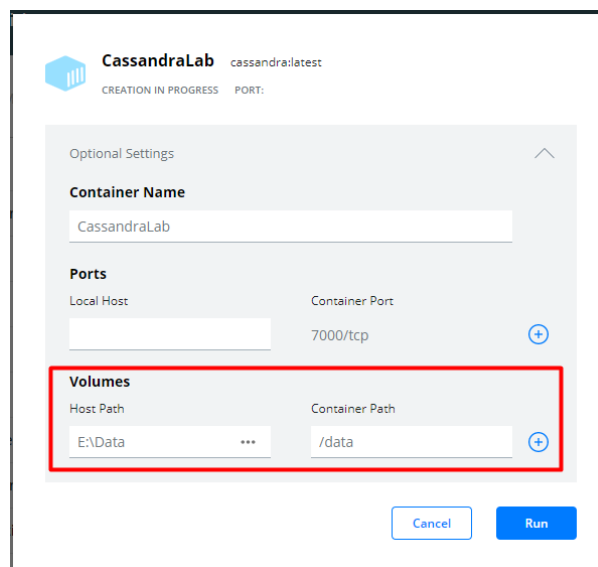 CassandraLab cassandra:latest
CREATION IN PROGRESS PORT:
Optional Settings
Container Name
CassandraLab
Ports
Local Host Container Port
7000/tcp
Volumes
Host Path Container Path
E:\Data ••• /data
Cancel Run